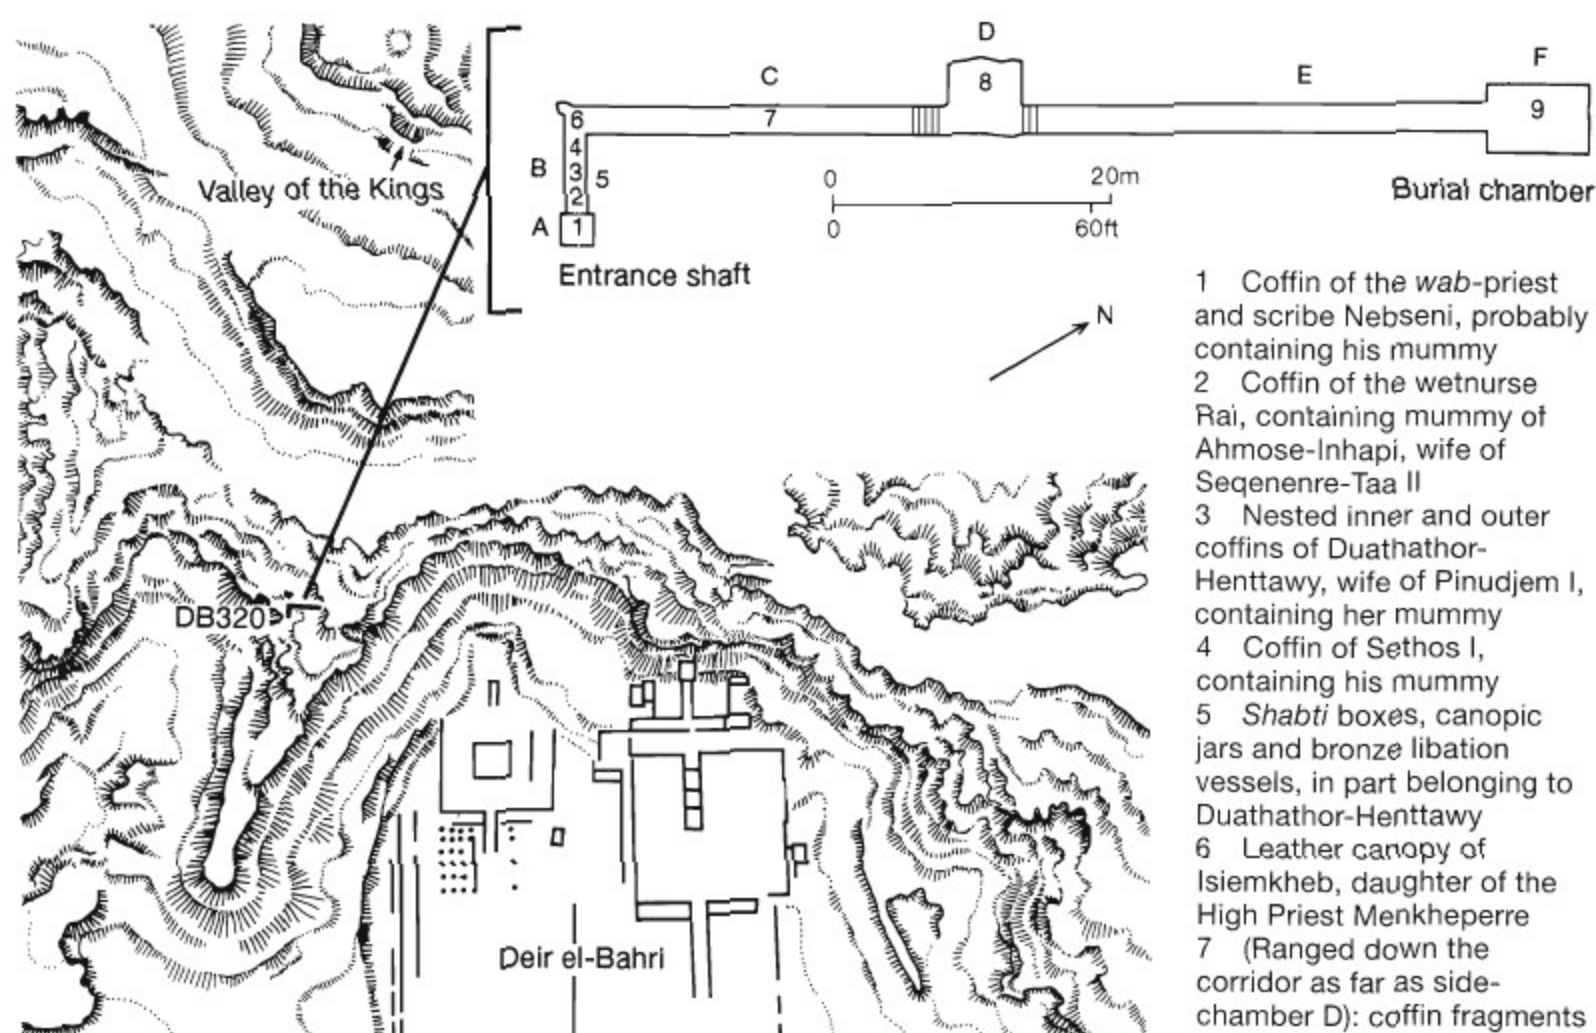 D
C
E
F
8
6
7
9
4
B
3
5
2
A
1
0
20m
0
60ft
Burial chamber
Entrance shaft
N
Valley of the Kings
DB320
Deir el-Bahri
1 Coffin of the wab-priest
and scribe Nebseni, probably
containing his mummy
2 Coffin of the wetnurse
Rai, containing mummy of
Ahmose-Inhapi, wife of
Seqenenre-Taa II
3 Nested inner and outer
coffins of Duathathor-
Henttawy, wife of Pinudjem I,
containing her mummy
4 Coffin of Sethos I,
containing his mummy
5 Shabti boxes, canopic
jars and bronze libation
vessels, in part belonging to
Duathathor-Henttawy
6 Leather canopy of
Isiemkheb, daughter of the
High Priest Menkheperre
7 (Ranged down the
corridor as far as side-
chamber D): coffin fragments